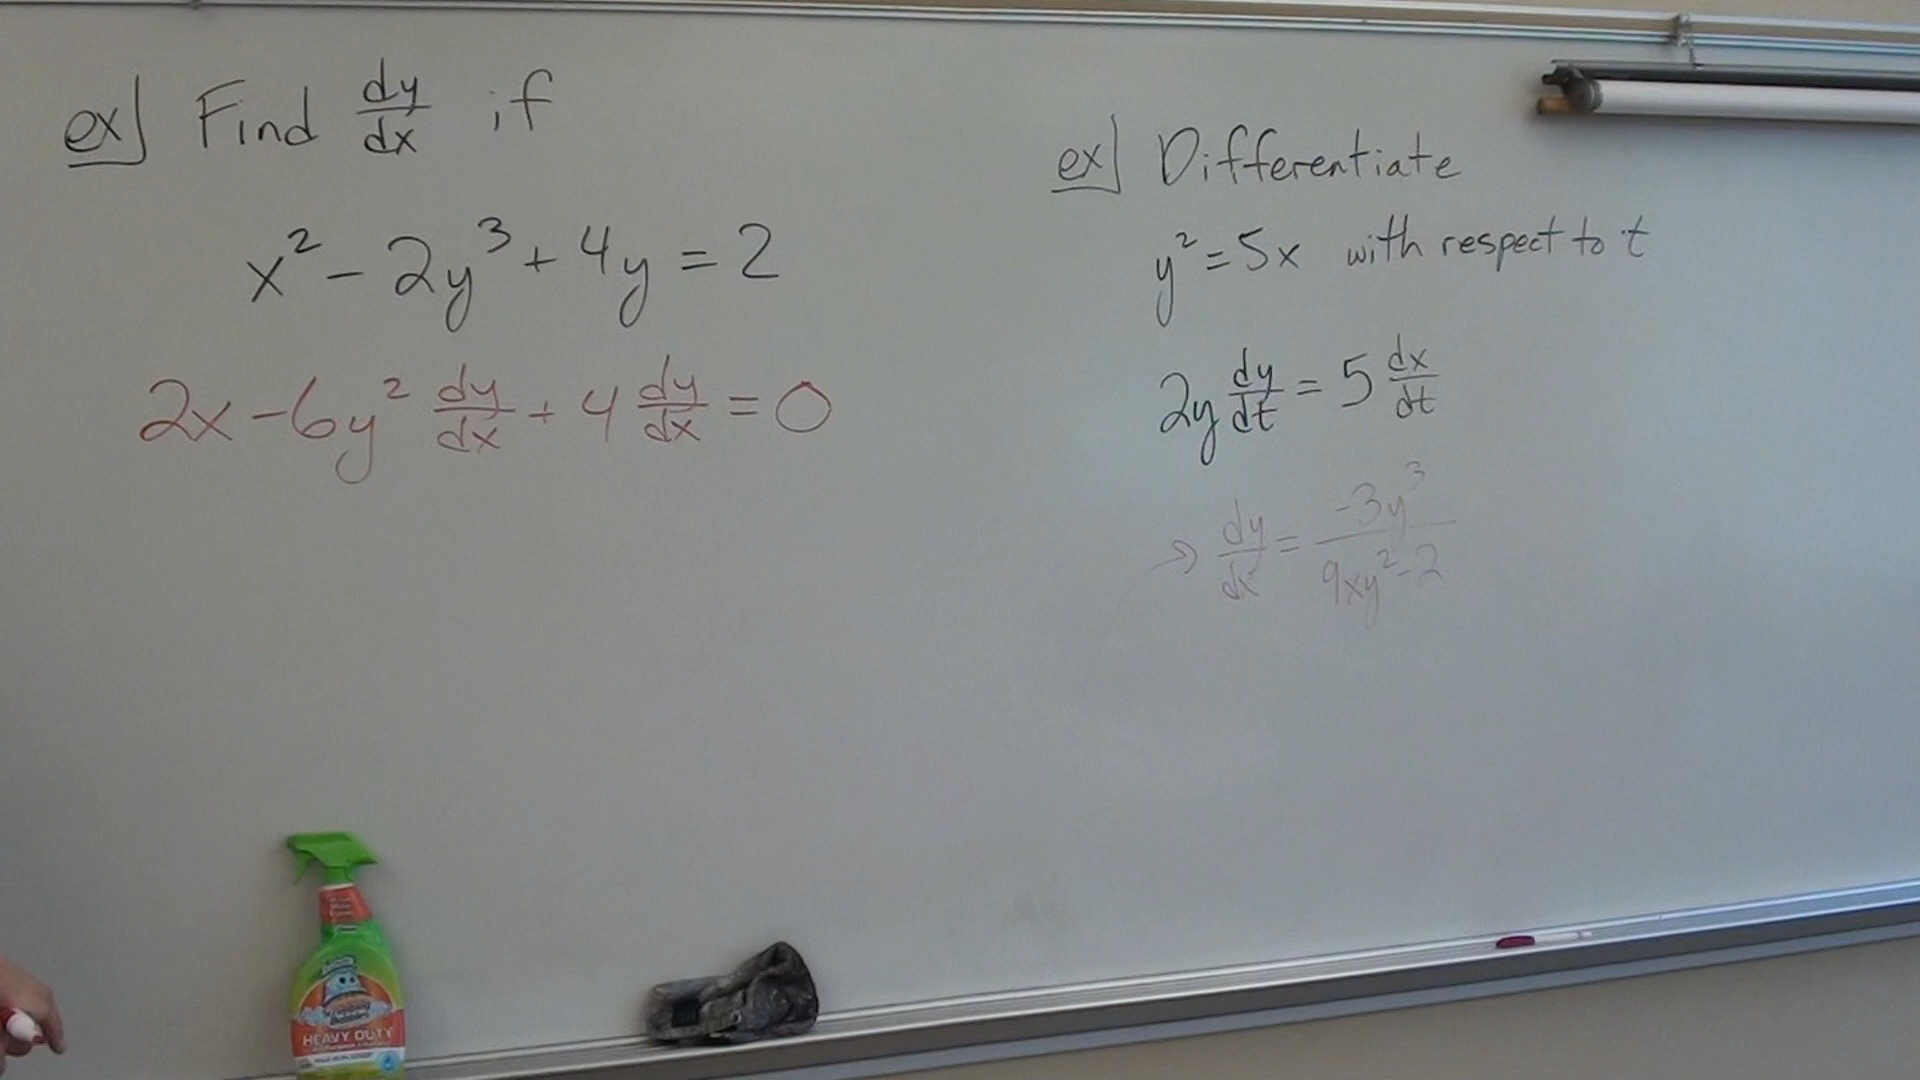 ex] Find dy/dx if
x² - 2y³ + 4y = 2
2x - 6y² dy/dx + 4 dy/dx = 0
ex] Differentiate
y² = 5x with respect to t
2y dy/dt = 5 dx/dt
→ dy/dx = -3y³/(9xy² - 2)
HEAVY DUTY